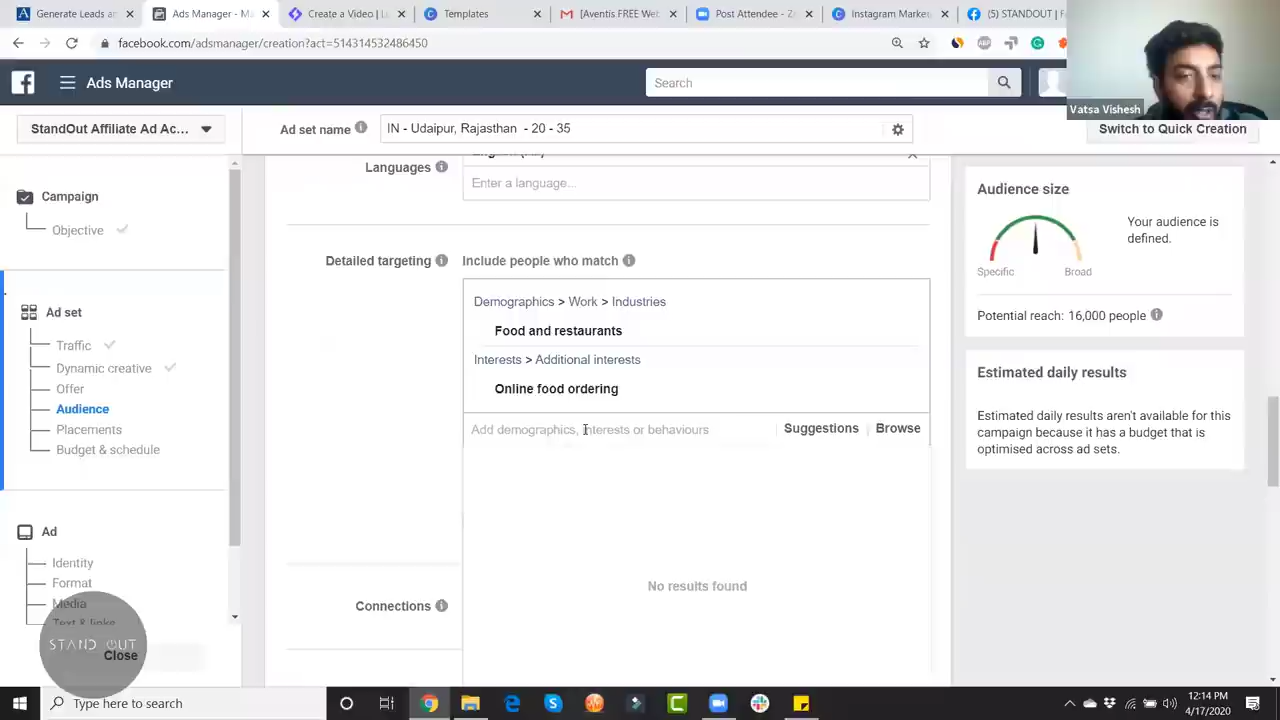 Generate Leads and
Ads Manager - M
Create a Video | L
Templates
[Aventis FREE Web
Post Attendee - Z
Instagram Marke
(5) STANDOUT | F
facebook.com/adsmanager/creation?act=514314532486450
ABP
Ads Manager
Search
Vatsa Vishesh
StandOut Affiliate Ad Ac...
Ad set name
IN - Udaipur, Rajasthan - 20 - 35
Switch to Quick Creation
Campaign
Objective
Ad set
Traffic
Dynamic creative
Offer
Audience
Placements
Budget & schedule
Ad
Identity
Format
Media
Text & links
STAND OUT
Close
Languages
Enter a language...
Detailed targeting
Include people who match
Demographics > Work > Industries
Food and restaurants
Interests > Additional interests
Online food ordering
Add demographics, interests or behaviours
Suggestions
Browse
No results found
Connections
Audience size
Your audience is
defined.
Specific
Broad
Potential reach: 16,000 people
Estimated daily results
Estimated daily results aren't available for this
campaign because it has a budget that is
optimised across ad sets.
Type here to search
12:14 PM
4/17/2020